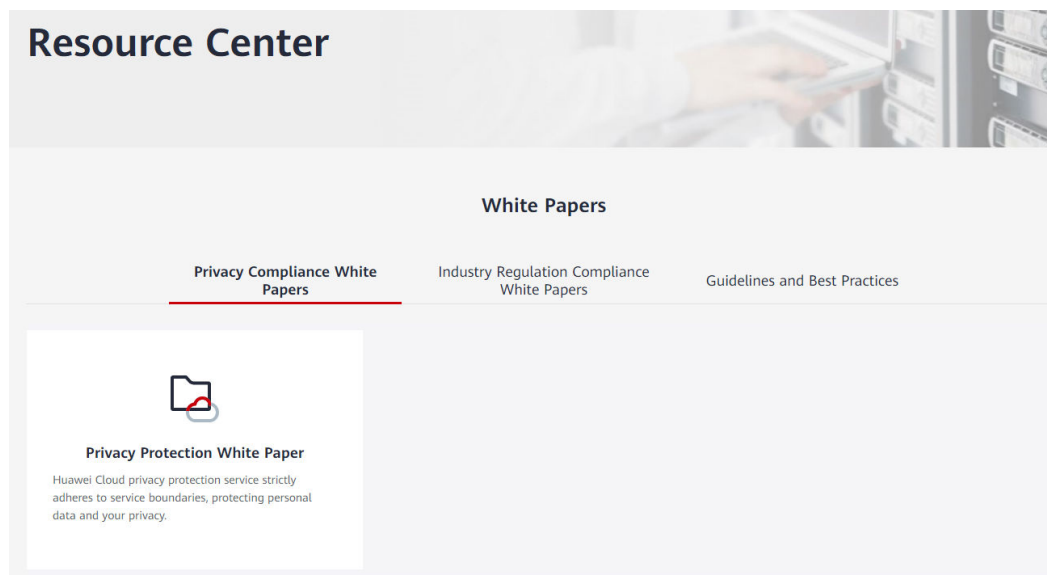 Resource Center
White Papers
Privacy Compliance White
Papers
Industry Regulation Compliance
White Papers
Guidelines and Best Practices
Privacy Protection White Paper
Huawei Cloud privacy protection service strictly
adheres to service boundaries, protecting personal
data and your privacy.